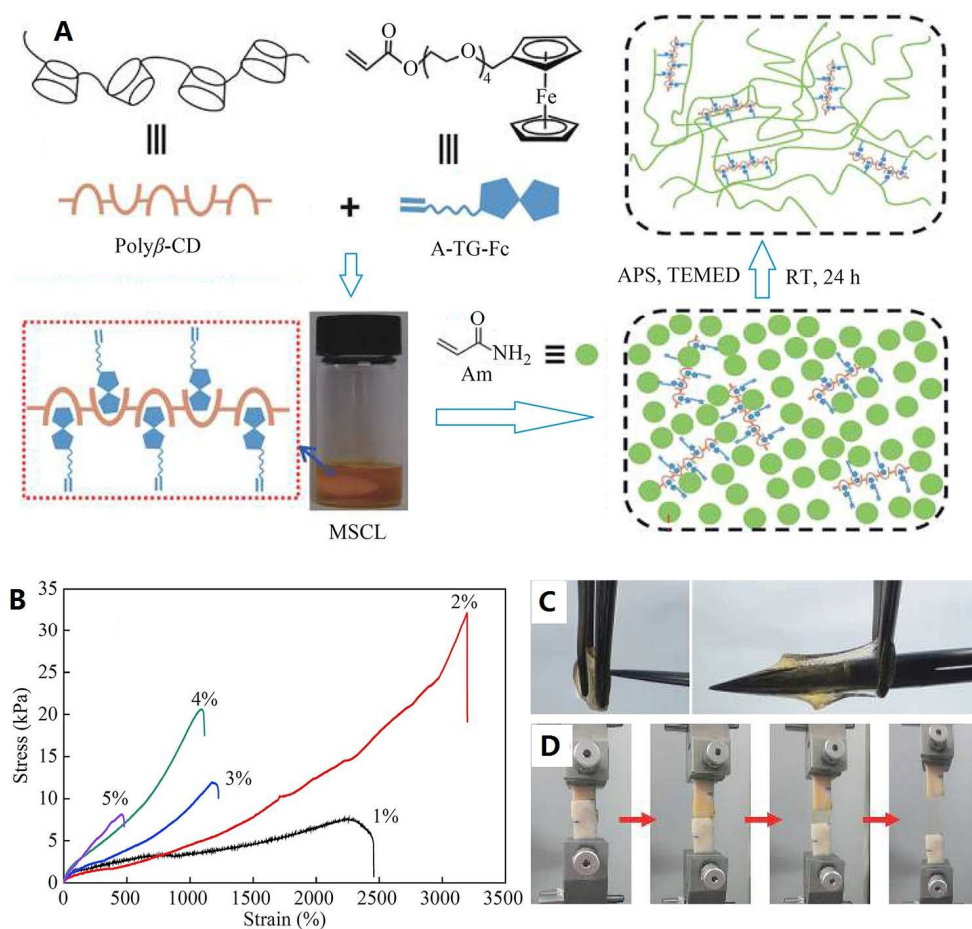 A
O
O
O
4
Fe
Polyβ-CD
+
A-TG-Fc
APS, TEMED
RT, 24 h
O
NH2
Am
MSCL
B
35
30
25
20
15
10
5
0
Stress (kPa)
2%
4%
3%
5%
1%
0
500
1000
1500
2000
2500
3000
3500
Strain (%)
C
D